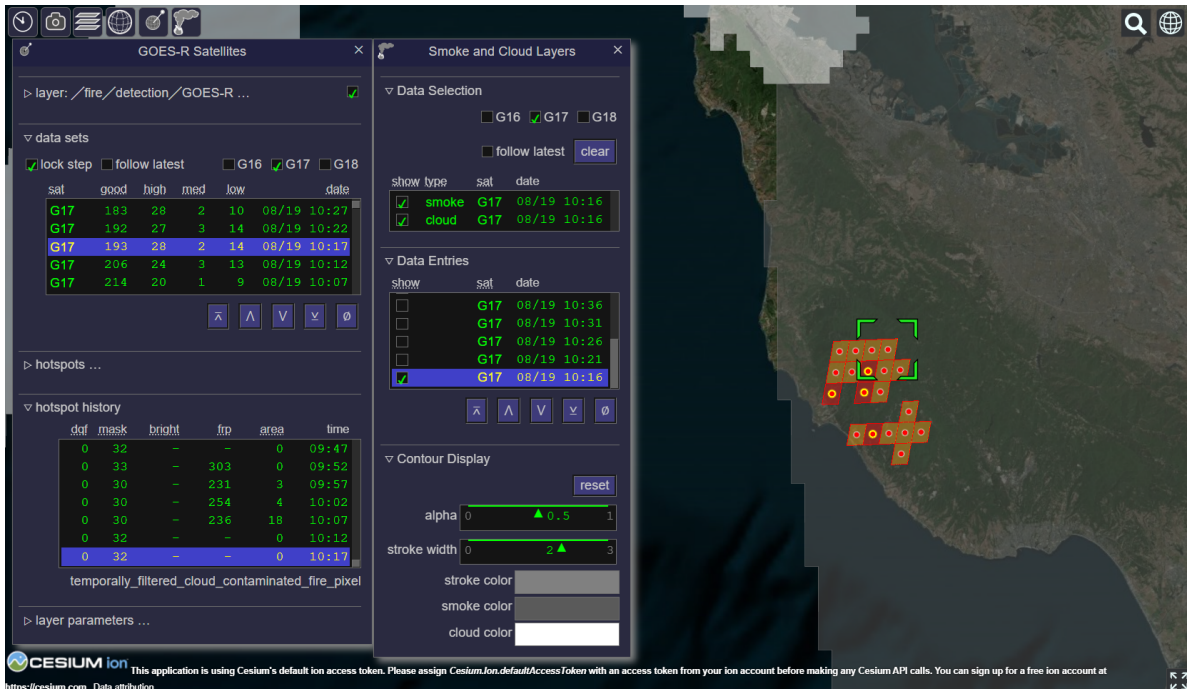 GOES-R Satellites ×
▷ layer: /fire/detection/GOES-R ...
▽ data sets
lock step follow latest G16 G17 G18
sat good high med low date
G17 183 28 2 10 08/19 10:27
G17 192 27 3 14 08/19 10:22
G17 193 28 2 14 08/19 10:17
G17 206 24 3 13 08/19 10:12
G17 214 20 1 9 08/19 10:07
▷ hotspots ...
▽ hotspot history
dqf mask bright frp area time
0 32 – – 0 09:47
0 33 – 303 0 09:52
0 30 – 231 3 09:57
0 30 – 254 4 10:02
0 30 – 236 18 10:07
0 32 – – 0 10:12
0 32 – – 0 10:17
temporally_filtered_cloud_contaminated_fire_pixel
▷ layer parameters ...
Smoke and Cloud Layers ×
▽ Data Selection
G16 G17 G18
follow latest clear
show type sat date
smoke G17 08/19 10:16
cloud G17 08/19 10:16
▽ Data Entries
show sat date
G17 08/19 10:36
G17 08/19 10:31
G17 08/19 10:26
G17 08/19 10:21
G17 08/19 10:16
▽ Contour Display
reset
alpha 0 0.5 1
stroke width 0 2 3
stroke color
smoke color
cloud color
CESIUM ion This application is using Cesium's default ion access token. Please assign Cesium.Ion.defaultAccessToken with an access token from your ion account before making any Cesium API calls. You can sign up for a free ion account at
https://cesium.com. Data attribution